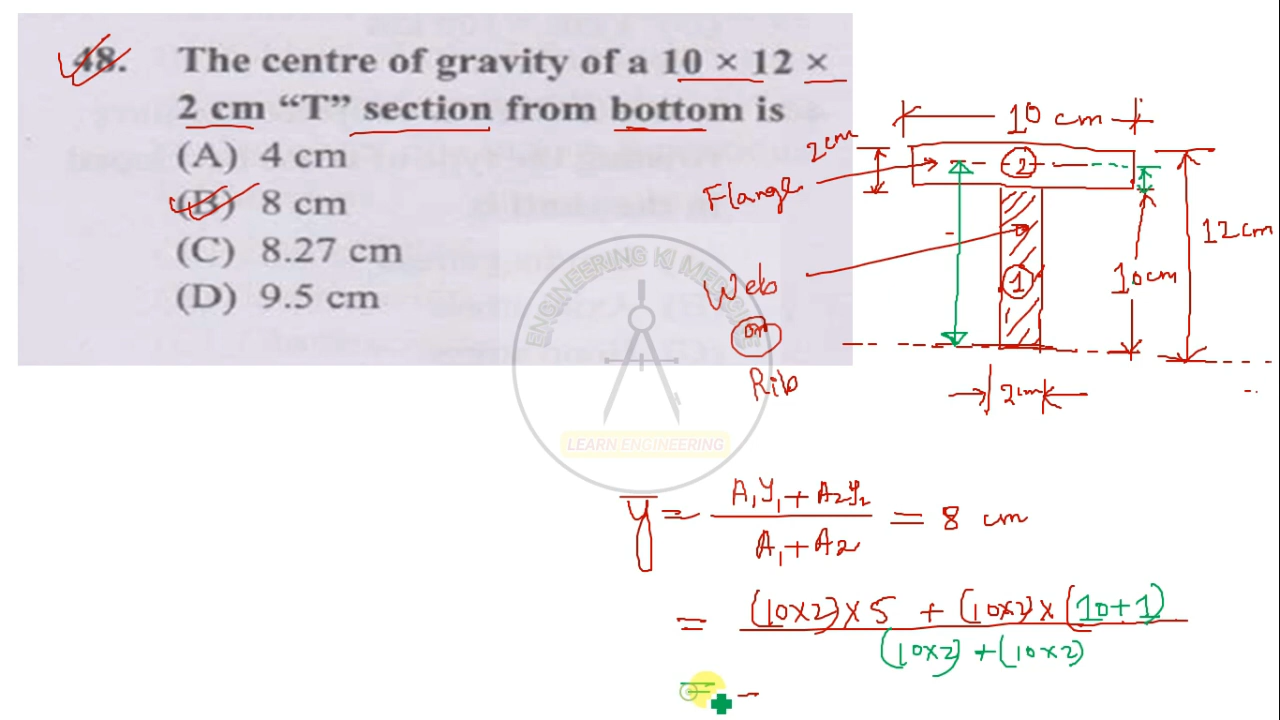 48. The centre of gravity of a 10 × 12 ×
2 cm “T” section from bottom is
(A) 4 cm
(B) 8 cm
(C) 8.27 cm
(D) 9.5 cm
10 cm
2cm
2
Flange
12cm
Web
1
10cm
or
Rib
2cm
ENGINEERING KI
LEARN ENGINEERING
y = A₁Y₁ + A₂Y₂ / A₁ + A₂ = 8 cm
= (10×2)×5 + (10×2)×(10+1) / (10×2) + (10×2)
= -